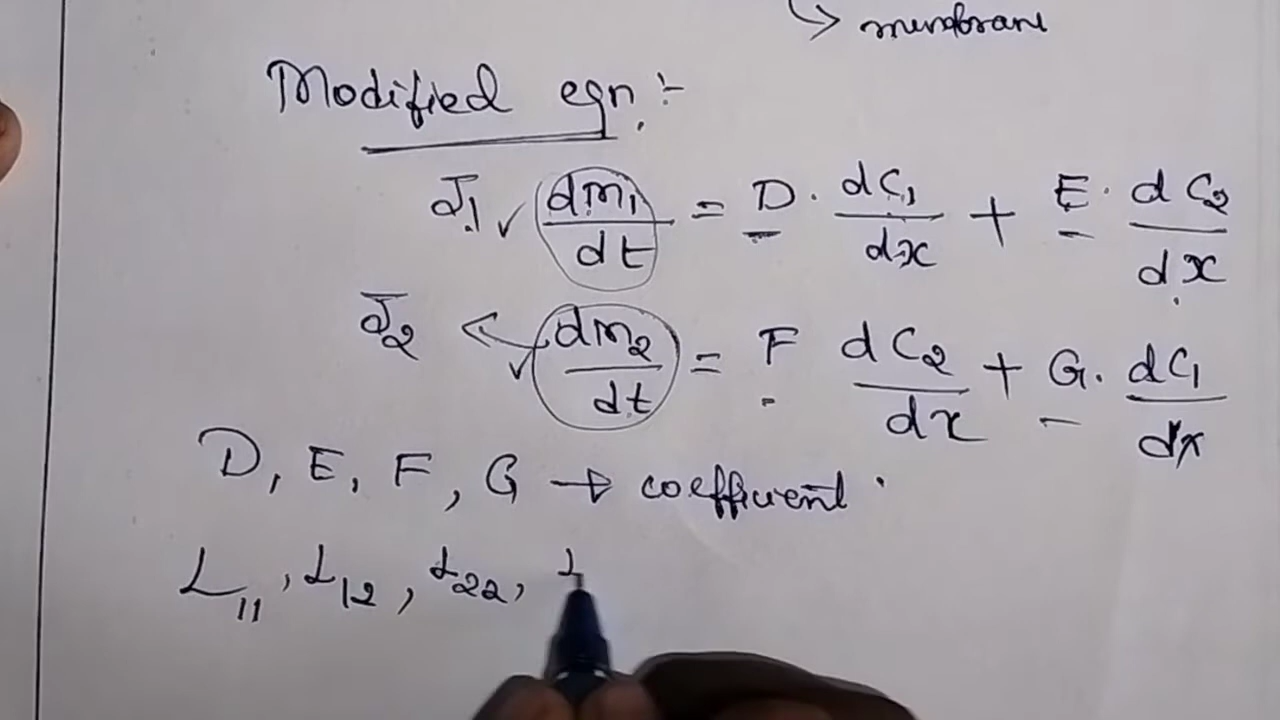 ↳ membrane
Modified eqn. :-
J₁ ✓ dm₁/dt = D · dC₁/dx + E · dC₂/dx
J₂ ← ✓ dm₂/dt = F dC₂/dx + G · dC₁/dx
D, E, F, G → coefficient ·
L₁₁, L₁₂, L₂₂, L